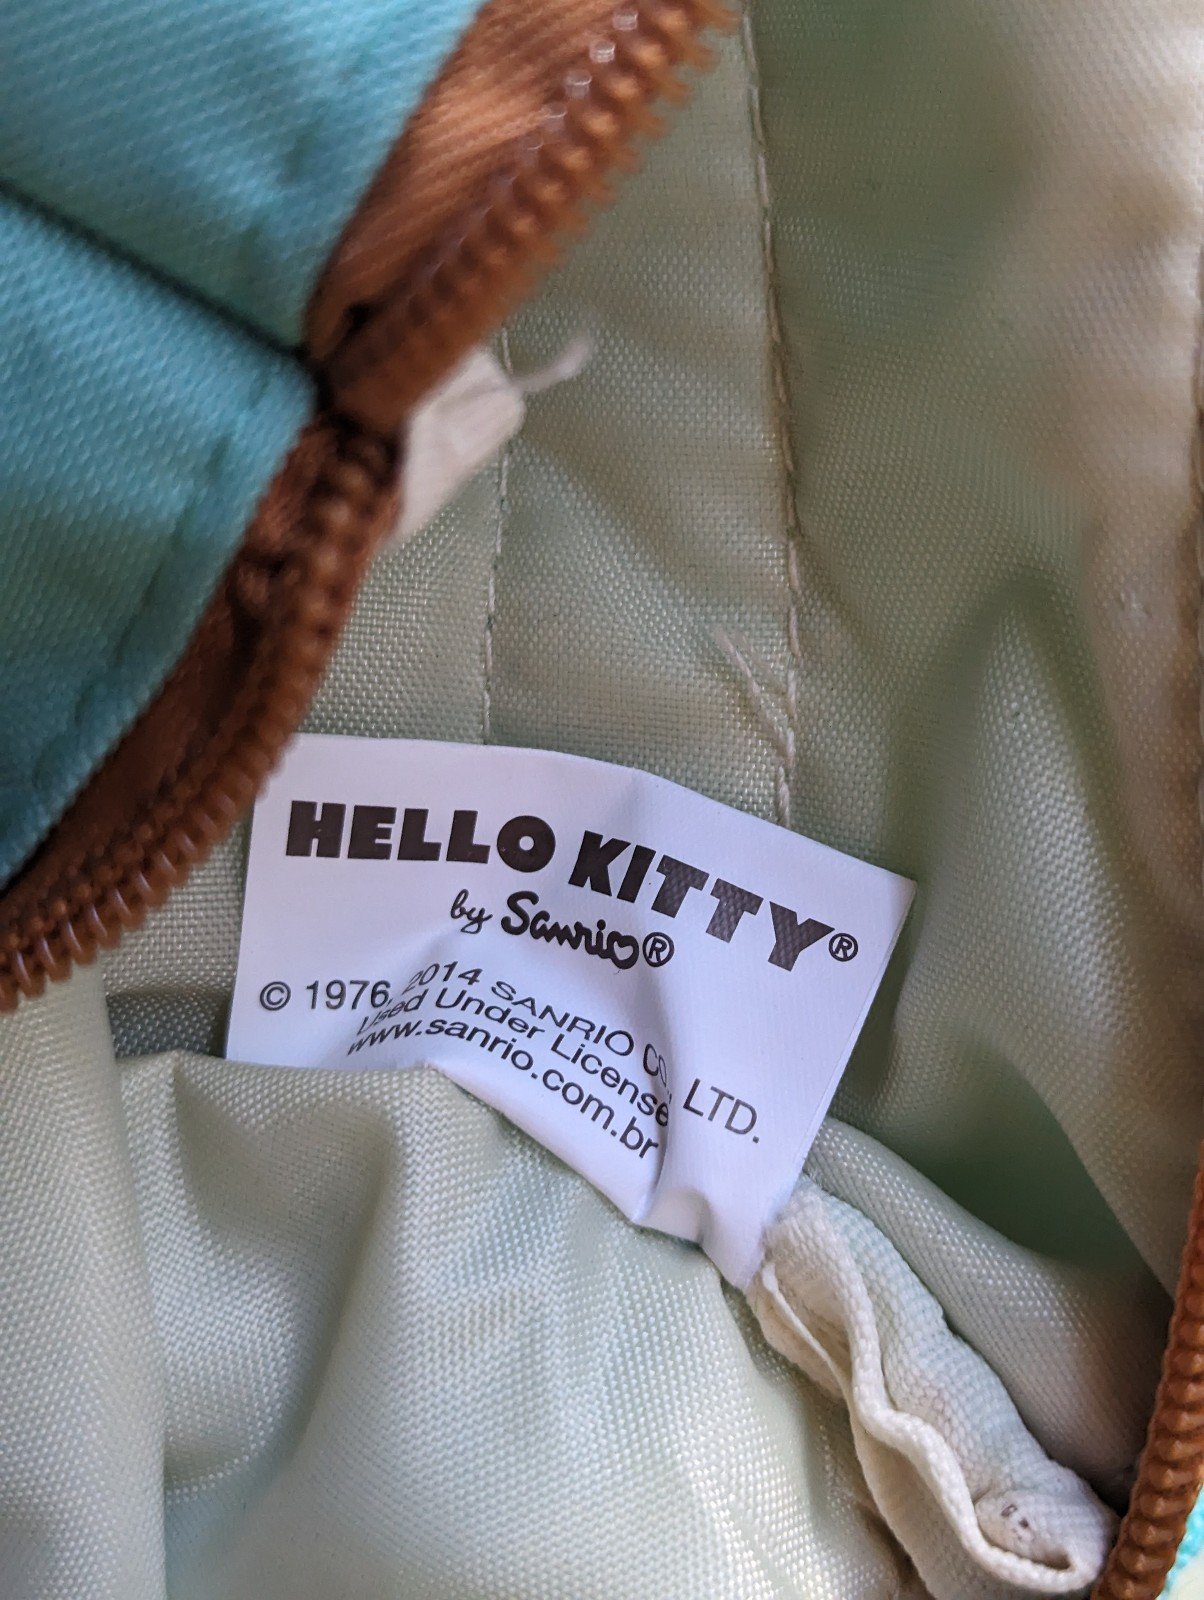 HELLO KITTY®
by Sanrio®
© 1976, 2014 SANRIO CO., LTD.
Used Under License
www.sanrio.com.br